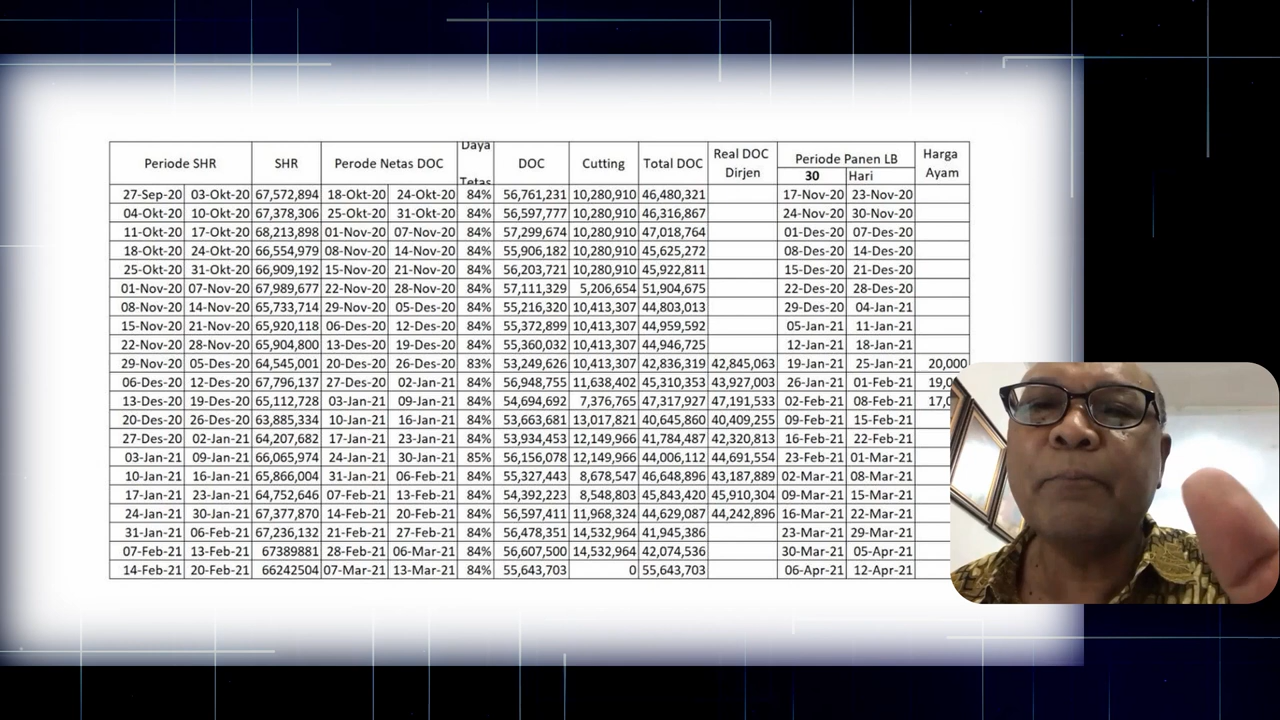 Periode SHR SHR Perode Netas DOC Daya Tetas DOC Cutting Total DOC Real DOC Dirjen Periode Panen LB Harga Ayam
30 Hari
27-Sep-20 03-Okt-20 67,572,894 18-Okt-20 24-Okt-20 84% 56,761,231 10,280,910 46,480,321 17-Nov-20 23-Nov-20
04-Okt-20 10-Okt-20 67,378,306 25-Okt-20 31-Okt-20 84% 56,597,777 10,280,910 46,316,867 24-Nov-20 30-Nov-20
11-Okt-20 17-Okt-20 68,213,898 01-Nov-20 07-Nov-20 84% 57,299,674 10,280,910 47,018,764 01-Des-20 07-Des-20
18-Okt-20 24-Okt-20 66,554,979 08-Nov-20 14-Nov-20 84% 55,906,182 10,280,910 45,625,272 08-Des-20 14-Des-20
25-Okt-20 31-Okt-20 66,909,192 15-Nov-20 21-Nov-20 84% 56,203,721 10,280,910 45,922,811 15-Des-20 21-Des-20
01-Nov-20 07-Nov-20 67,989,677 22-Nov-20 28-Nov-20 84% 57,111,329 5,206,654 51,904,675 22-Des-20 28-Des-20
08-Nov-20 14-Nov-20 65,733,714 29-Nov-20 05-Des-20 84% 55,216,320 10,413,307 44,803,013 29-Des-20 04-Jan-21
15-Nov-20 21-Nov-20 65,920,118 06-Des-20 12-Des-20 84% 55,372,899 10,413,307 44,959,592 05-Jan-21 11-Jan-21
22-Nov-20 28-Nov-20 65,904,800 13-Des-20 19-Des-20 84% 55,360,032 10,413,307 44,946,725 12-Jan-21 18-Jan-21
29-Nov-20 05-Des-20 64,545,001 20-Des-20 26-Des-20 83% 53,249,626 10,413,307 42,836,319 42,845,063 19-Jan-21 25-Jan-21 20,000
06-Des-20 12-Des-20 67,796,137 27-Des-20 02-Jan-21 84% 56,948,755 11,638,402 45,310,353 43,927,003 26-Jan-21 01-Feb-21
13-Des-20 19-Des-20 65,112,728 03-Jan-21 09-Jan-21 84% 54,694,692 7,376,765 47,317,927 47,191,533 02-Feb-21 08-Feb-21
20-Des-20 26-Des-20 63,885,334 10-Jan-21 16-Jan-21 84% 53,663,681 13,017,821 40,645,860 40,409,255 09-Feb-21 15-Feb-21
27-Des-20 02-Jan-21 64,207,682 17-Jan-21 23-Jan-21 84% 53,934,453 12,149,966 41,784,487 42,320,813 16-Feb-21 22-Feb-21
03-Jan-21 09-Jan-21 66,065,974 24-Jan-21 30-Jan-21 85% 56,156,078 12,149,966 44,006,112 44,691,554 23-Feb-21 01-Mar-21
10-Jan-21 16-Jan-21 65,866,004 31-Jan-21 06-Feb-21 84% 55,327,443 8,678,547 46,648,896 43,187,889 02-Mar-21 08-Mar-21
17-Jan-21 23-Jan-21 64,752,646 07-Feb-21 13-Feb-21 84% 54,392,223 8,548,803 45,843,420 45,910,304 09-Mar-21 15-Mar-21
24-Jan-21 30-Jan-21 67,377,870 14-Feb-21 20-Feb-21 84% 56,597,411 11,968,324 44,629,087 44,242,896 16-Mar-21 22-Mar-21
31-Jan-21 06-Feb-21 67,236,132 21-Feb-21 27-Feb-21 84% 56,478,351 14,532,964 41,945,386 23-Mar-21 29-Mar-21
07-Feb-21 13-Feb-21 67389881 28-Feb-21 06-Mar-21 84% 56,607,500 14,532,964 42,074,536 30-Mar-21 05-Apr-21
14-Feb-21 20-Feb-21 66242504 07-Mar-21 13-Mar-21 84% 55,643,703 0 55,643,703 06-Apr-21 12-Apr-21